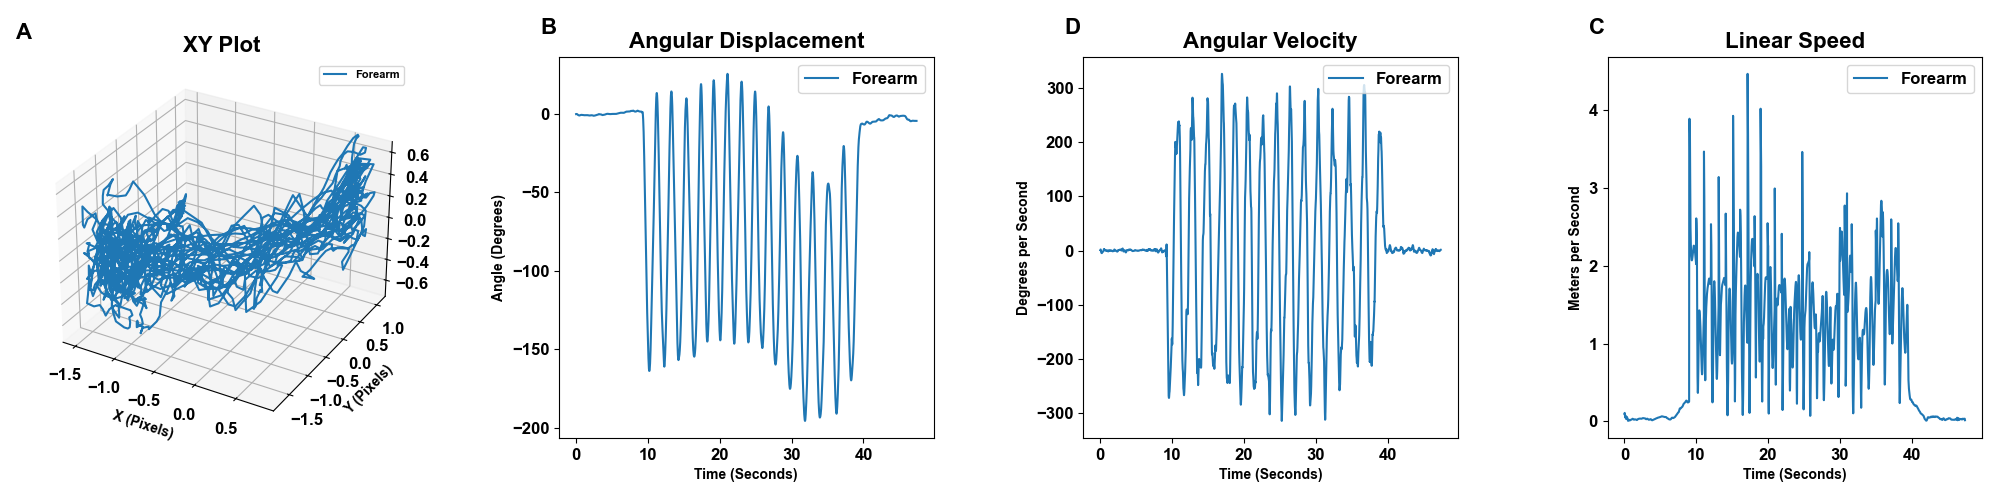 A
XY Plot
Forearm
0.6
0.4
0.2
0.0
−0.2
−0.4
−0.6
1.0
0.5
0.0
−0.5
−1.0
−1.5
Y (Pixels)
−1.5
−1.0
−0.5
0.0
0.5
X (Pixels)
B
Angular Displacement
Forearm
0
−50
−100
−150
−200
Angle (Degrees)
0 10 20 30 40
Time (Seconds)
D
Angular Velocity
Forearm
300
200
100
0
−100
−200
−300
Degrees per Second
0 10 20 30 40
Time (Seconds)
C
Linear Speed
Forearm
4
3
2
1
0
Meters per Second
0 10 20 30 40
Time (Seconds)